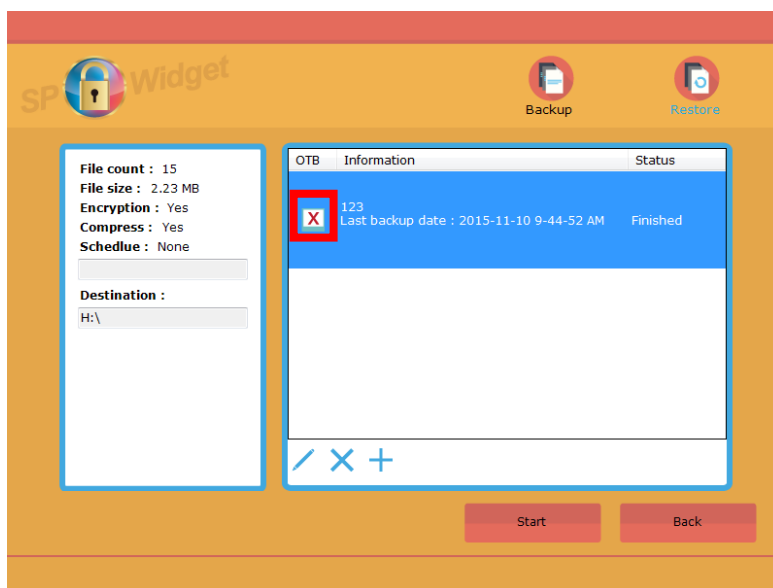 SP Widget
Backup
Restore
File count : 15
File size : 2.23 MB
Encryption : Yes
Compress : Yes
Schedlue : None
Destination :
H:\
OTB Information Status
X
123
Last backup date : 2015-11-10 9-44-52 AM Finished
Start
Back